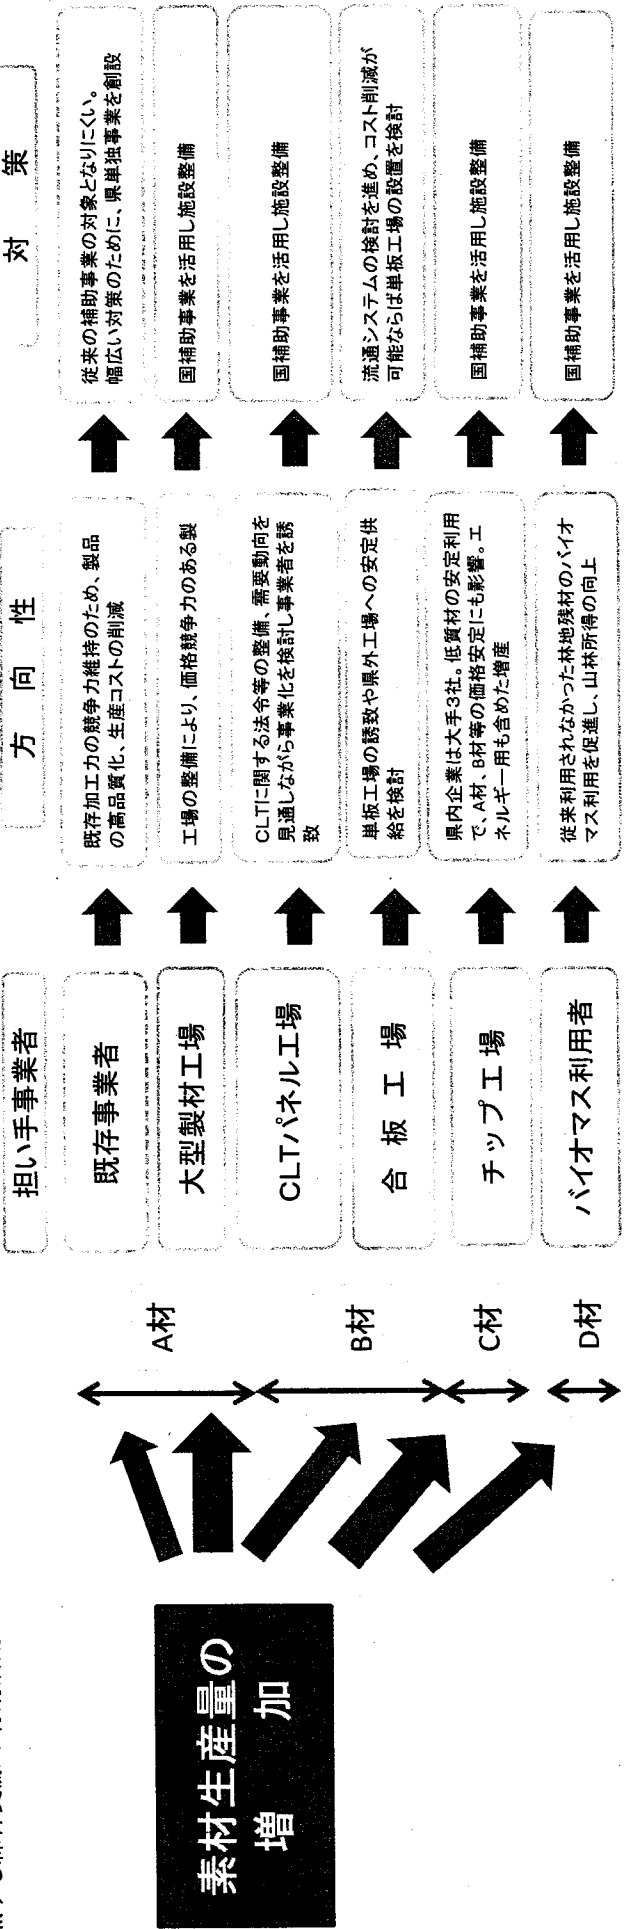 担い手事業者
方向性
対策
素材生産量の
増加
A材
B材
C材
D材
既存事業者
既存加工力の競争力維持のため、製品
の高品質化、生産コストの削減
従来の補助事業の対象となりにくい。
幅広い対策のために、県単独事業を創設
大型製材工場
工場の整備により、価格競争力のある製
国補助事業を活用し施設整備
CLTパネル工場
CLTに関する法令等の整備、需要動向を
見通しながら事業化を検討し事業者を誘
致
国補助事業を活用し施設整備
合板工場
単板工場の誘致や県外工場への安定供
給を検討
流通システムの検討を進め、コスト削減が
可能ならば単板工場の設置を検討
チップ工場
県内企業は大手3社。低質材の安定利用
で、A材、B材等の価格安定にも影響。エ
ネルギー用も含めた増産
国補助事業を活用し施設整備
バイオマス利用者
従来利用されなかった林地残材のバイオ
マス利用を促進し、山林所得の向上
国補助事業を活用し施設整備